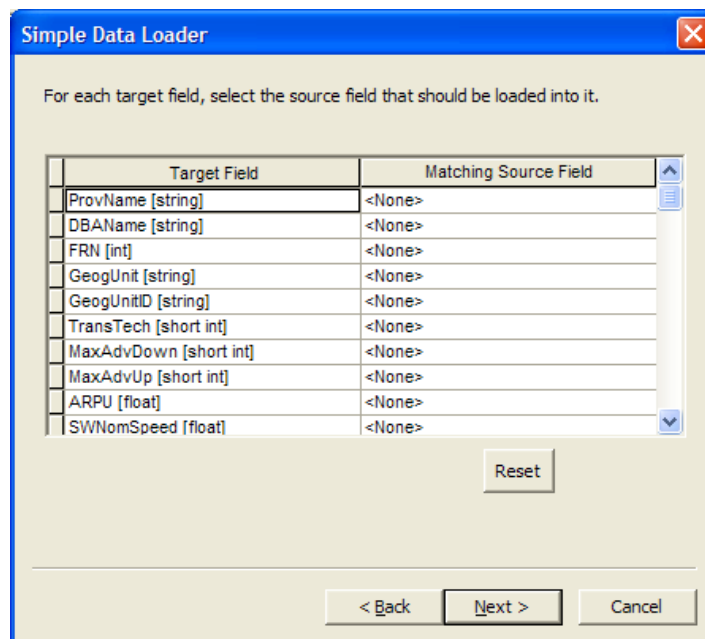 Simple Data Loader
For each target field, select the source field that should be loaded into it.
Target Field Matching Source Field
ProvName [string] <None>
DBAName [string] <None>
FRN [int] <None>
GeogUnit [string] <None>
GeogUnitID [string] <None>
TransTech [short int] <None>
MaxAdvDown [short int] <None>
MaxAdvUp [short int] <None>
ARPU [float] <None>
SWNomSpeed [float] <None>
Reset
< Back Next > Cancel